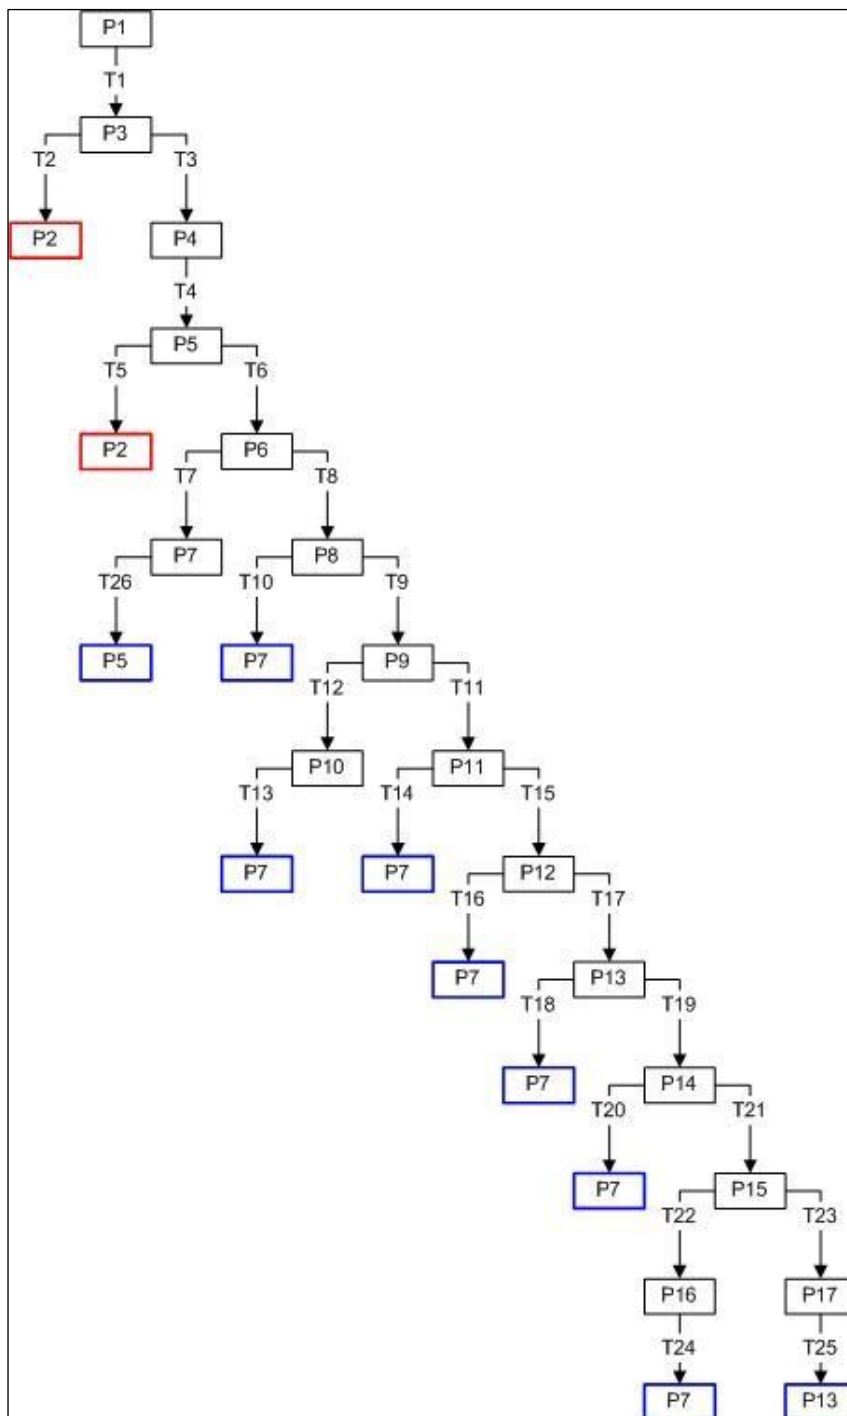 P1
T1
P3
T2 T3
P2 P4
T4
P5
T5 T6
P2 P6
T7 T8
P7 P8
T26 T10 T9
P5 P7 P9
T12 T11
P10 P11
T13 T14 T15
P7 P7 P12
T16 T17
P7 P13
T18 T19
P7 P14
T20 T21
P7 P15
T22 T23
P16 P17
T24 T25
P7 P13